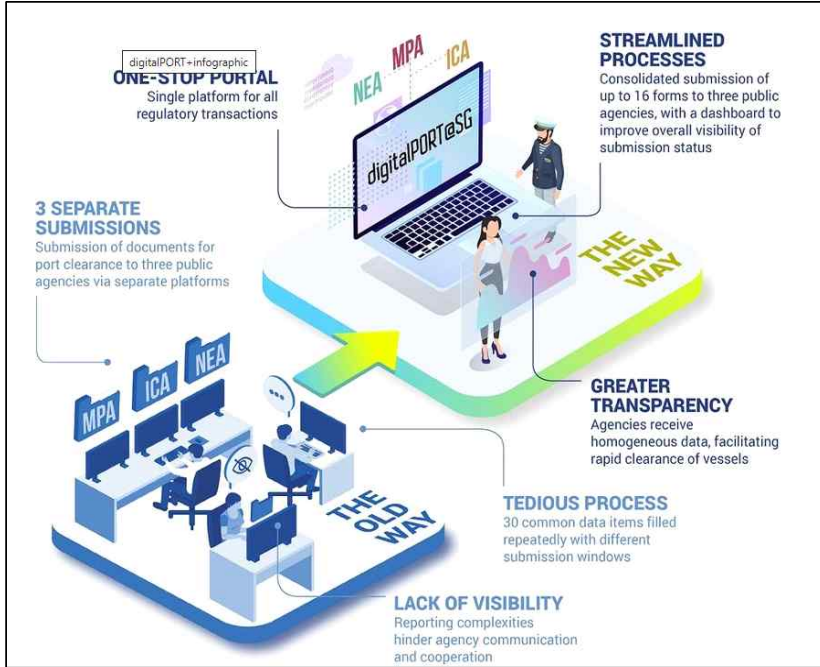 digitalPORT+infographic
ONE-STOP PORTAL
Single platform for all
regulatory transactions
NEA
MPA
ICA
digitalPORT@SG
STREAMLINED
PROCESSES
Consolidated submission of
up to 16 forms to three public
agencies, with a dashboard to
improve overall visibility of
submission status
THE
NEW
WAY
3 SEPARATE
SUBMISSIONS
Submission of documents for
port clearance to three public
agencies via separate platforms
MPA
ICA
NEA
GREATER
TRANSPARENCY
Agencies receive
homogeneous data, facilitating
rapid clearance of vessels
THE
OLD
WAY
TEDIOUS PROCESS
30 common data items filled
repeatedly with different
submission windows
LACK OF VISIBILITY
Reporting complexities
hinder agency communication
and cooperation